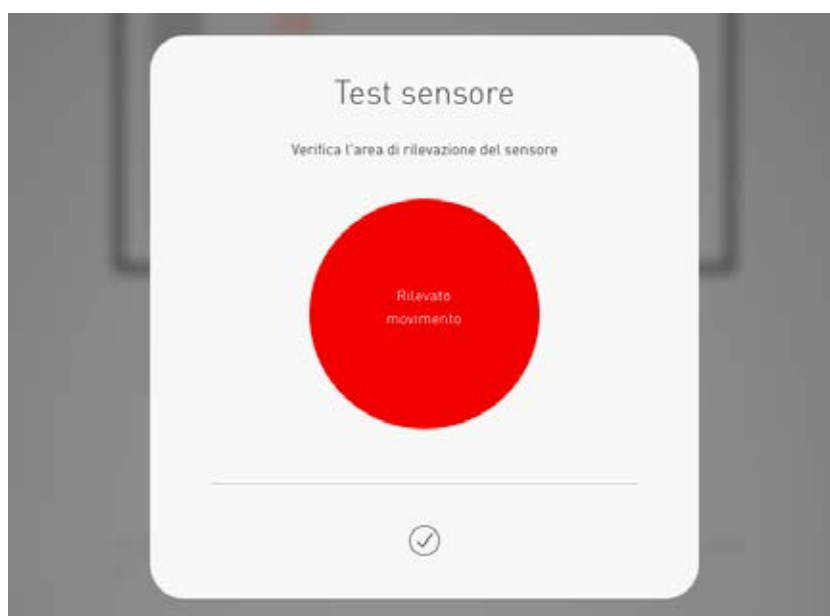 Test sensore
Verifica l'area di rilevazione del sensore
Rilevato
movimento